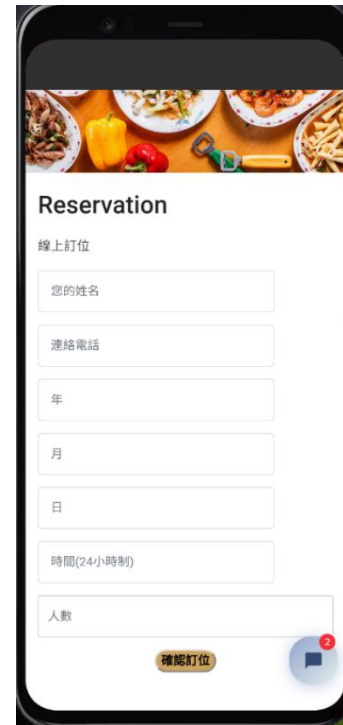 Reservation
線上訂位
您的姓名
連絡電話
年
月
日
時間(24小時制)
人數
確認訂位
2